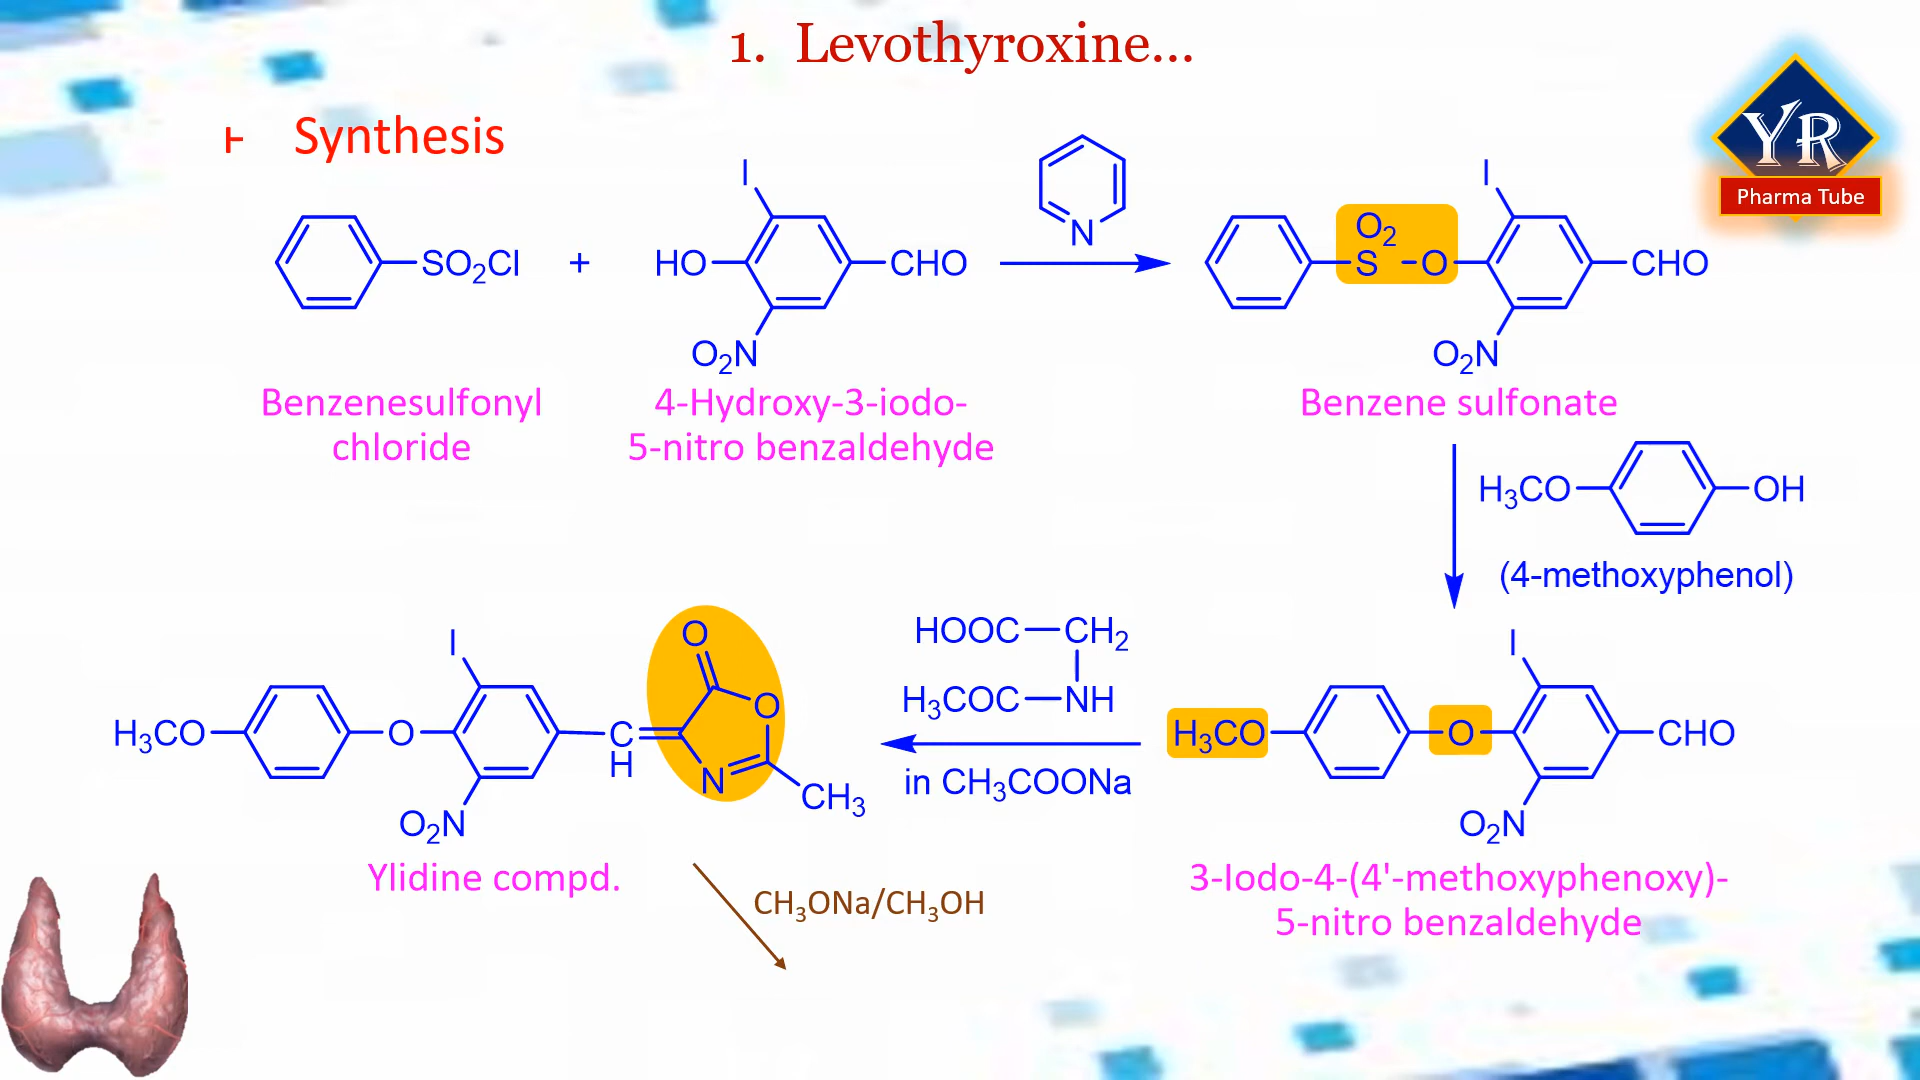 1. Levothyroxine...
Synthesis
YR
Pharma Tube
SO2Cl
+
I
HO
CHO
O2N
N
I
O2
S
O
CHO
O2N
Benzenesulfonyl
chloride
4-Hydroxy-3-iodo-
5-nitro benzaldehyde
Benzene sulfonate
H3CO
OH
(4-methoxyphenol)
I
H3CO
O
CHO
O2N
3-Iodo-4-(4'-methoxyphenoxy)-
5-nitro benzaldehyde
HOOC—CH2
H3COC—NH
in CH3COONa
I
H3CO
O
C
H
O
O
N
CH3
O2N
Ylidine compd.
CH3ONa/CH3OH